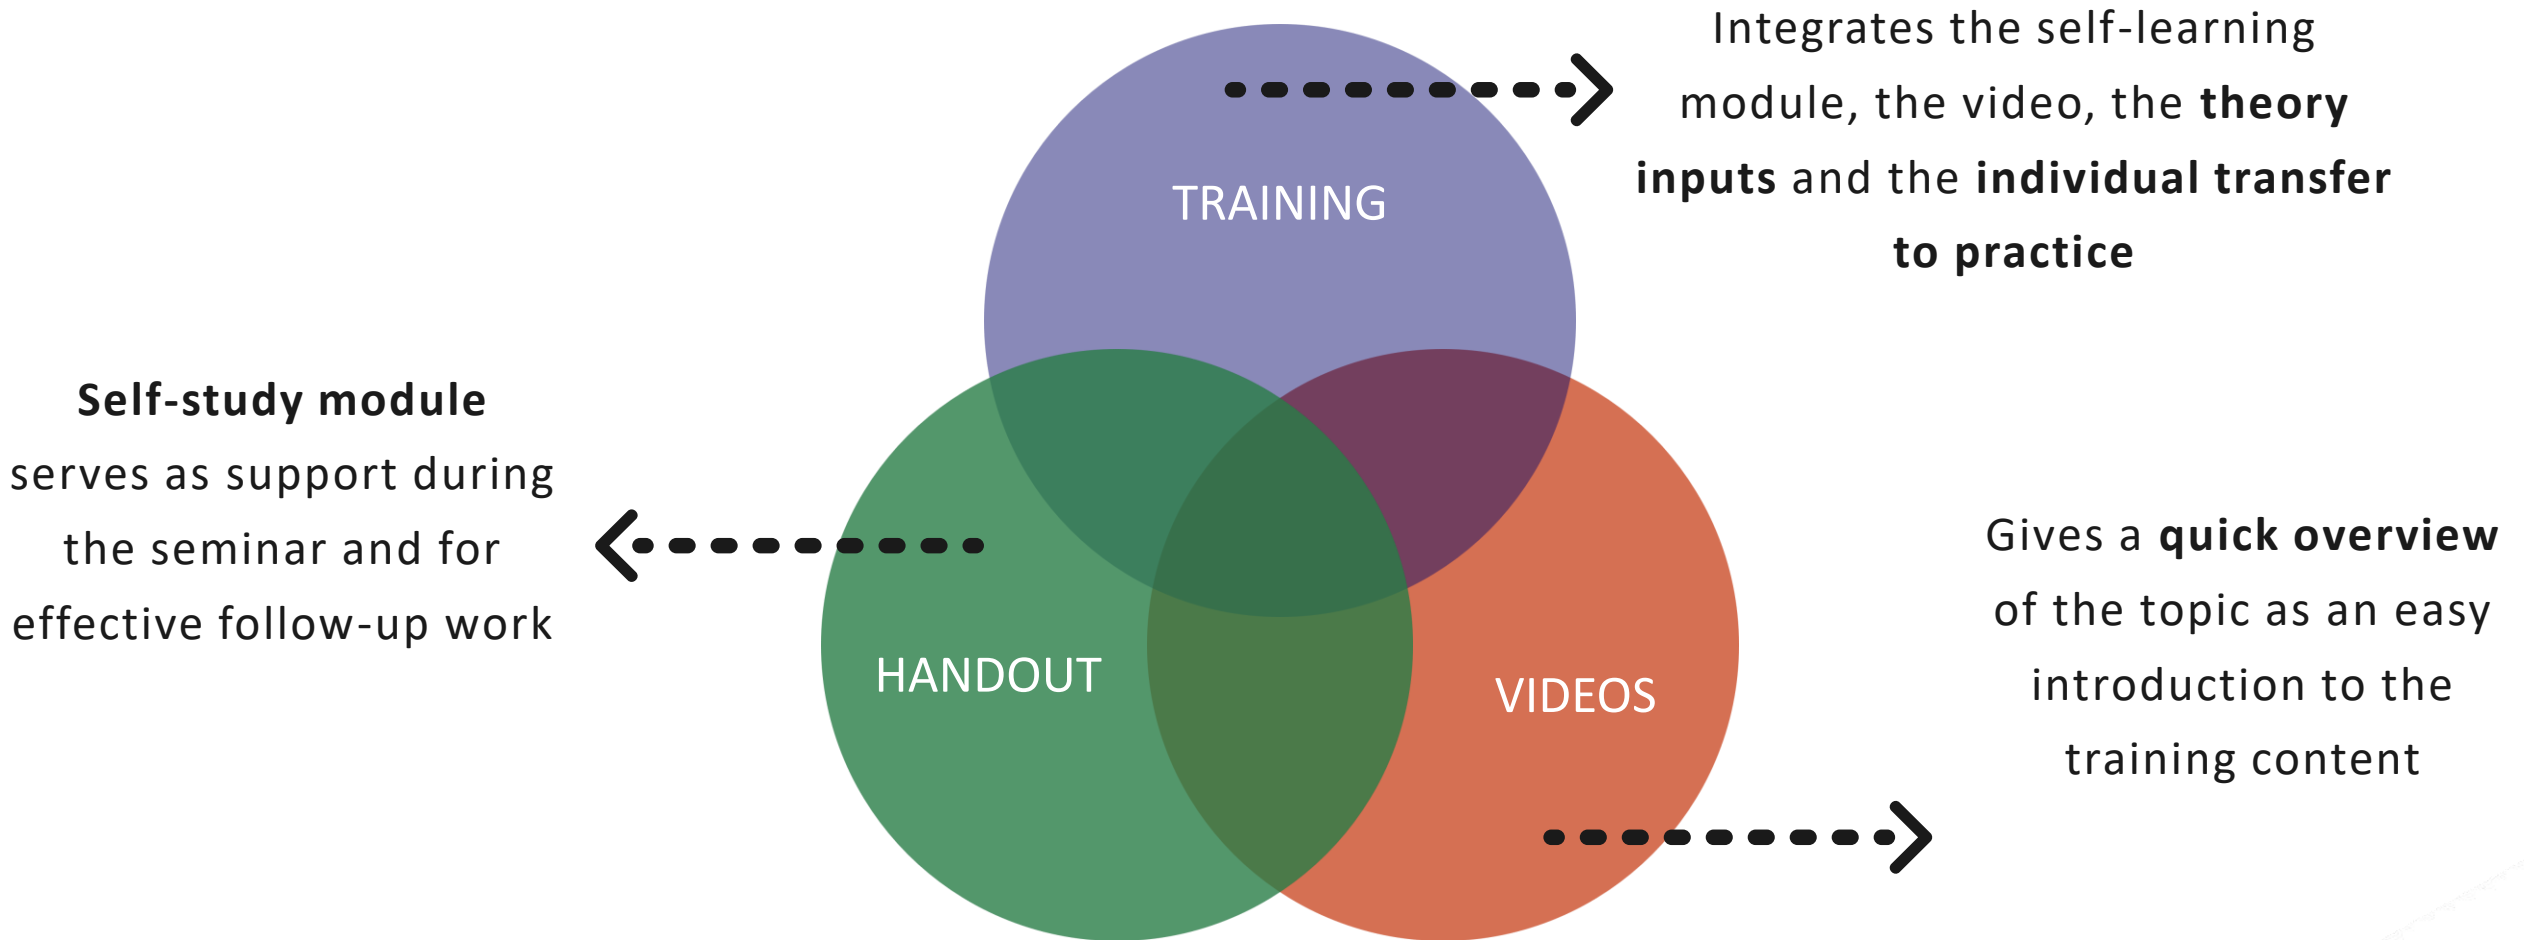 Integrates the self-learning
module, the video, the theory
inputs and the individual transfer
to practice
TRAINING
Self-study module
serves as support during
the seminar and for
effective follow-up work
HANDOUT
VIDEOS
Gives a quick overview
of the topic as an easy
introduction to the
training content